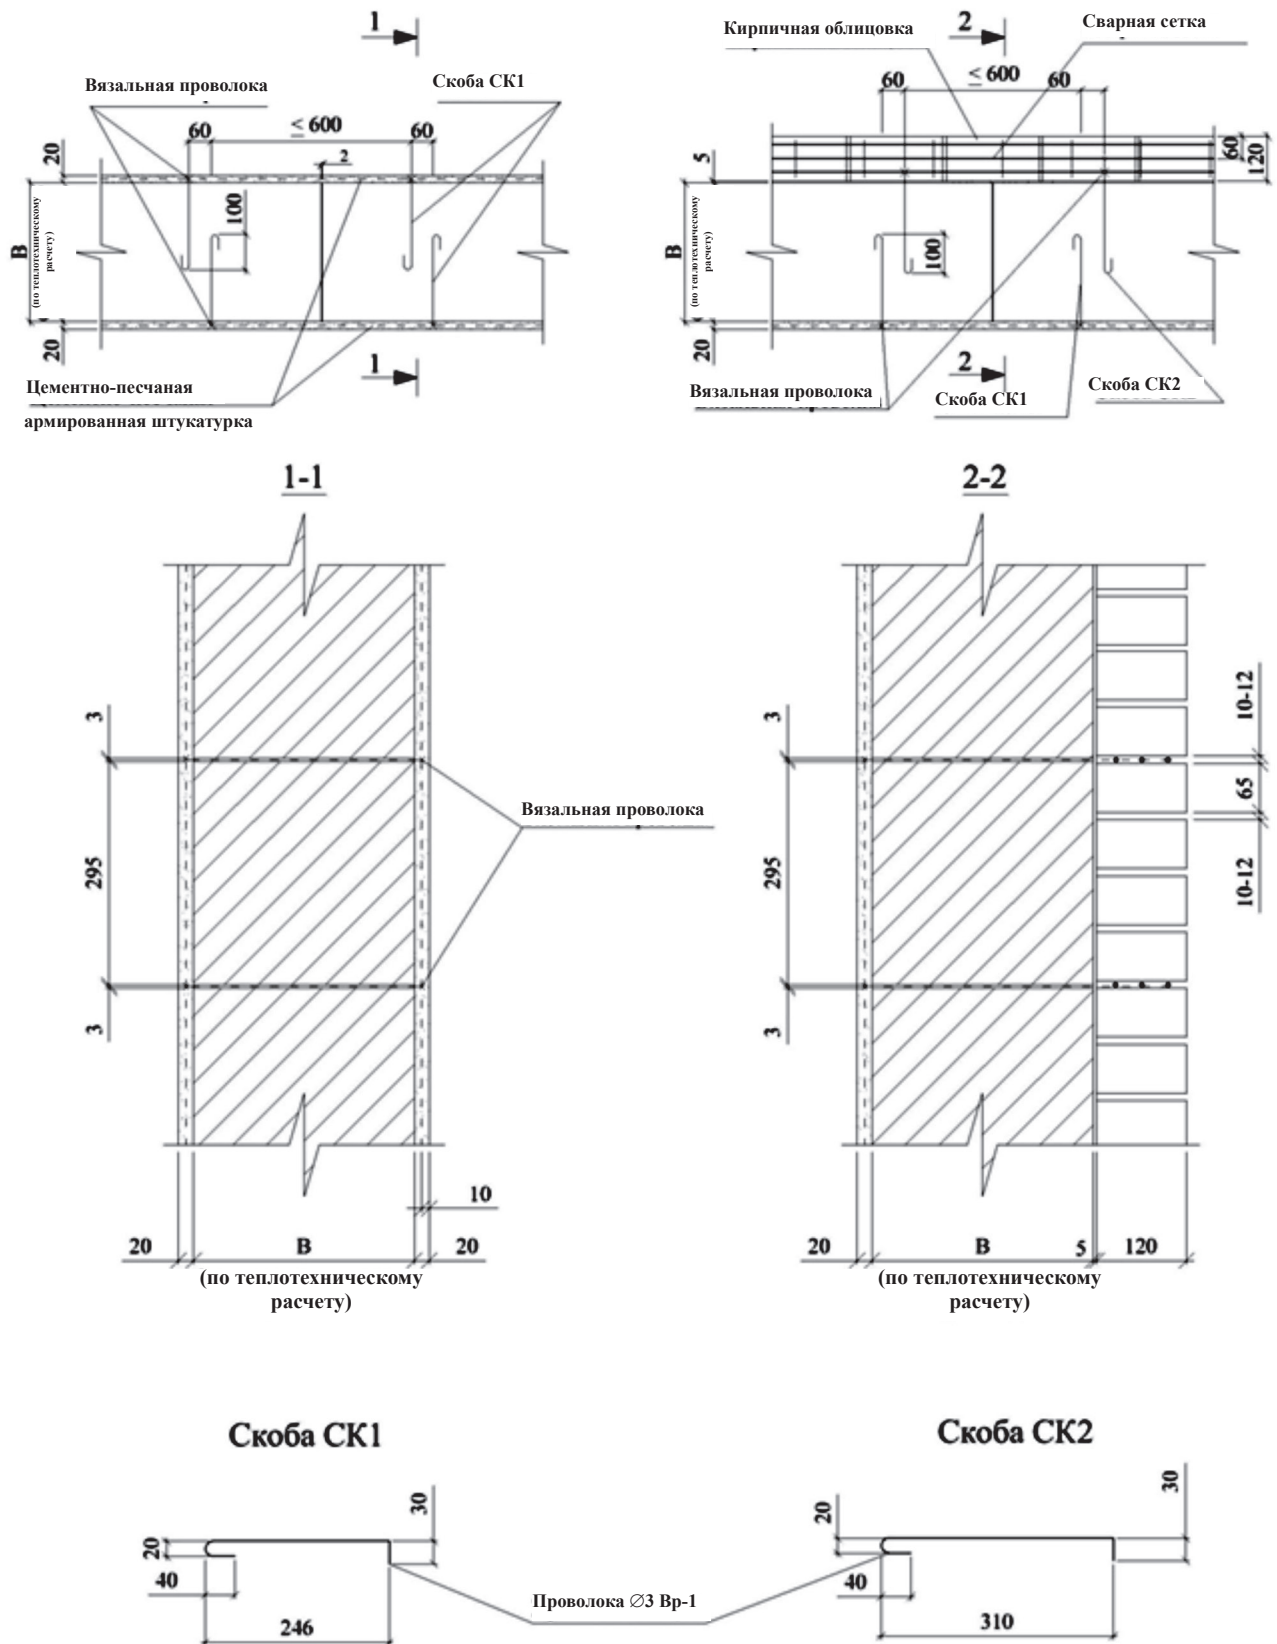 1
Вязальная проволока
Скоба СК1
60
≤ 600
60
2
20
100
В
(по теплотехническому
расчету)
20
1
Цементно-песчаная
армированная штукатурка
Кирпичная облицовка
2
Сварная сетка
60
≤ 600
60
5
60
120
100
В
(по теплотехническому
расчету)
20
2
Вязальная проволока
Скоба СК1
Скоба СК2
1-1
3
295
3
Вязальная проволока
10
20
В
20
(по теплотехническому
расчету)
2-2
3
295
3
10-12
65
10-12
20
В
5
120
(по теплотехническому
расчету)
Скоба СК1
20
30
40
246
Проволока ∅3 Вр-1
Скоба СК2
20
30
40
310